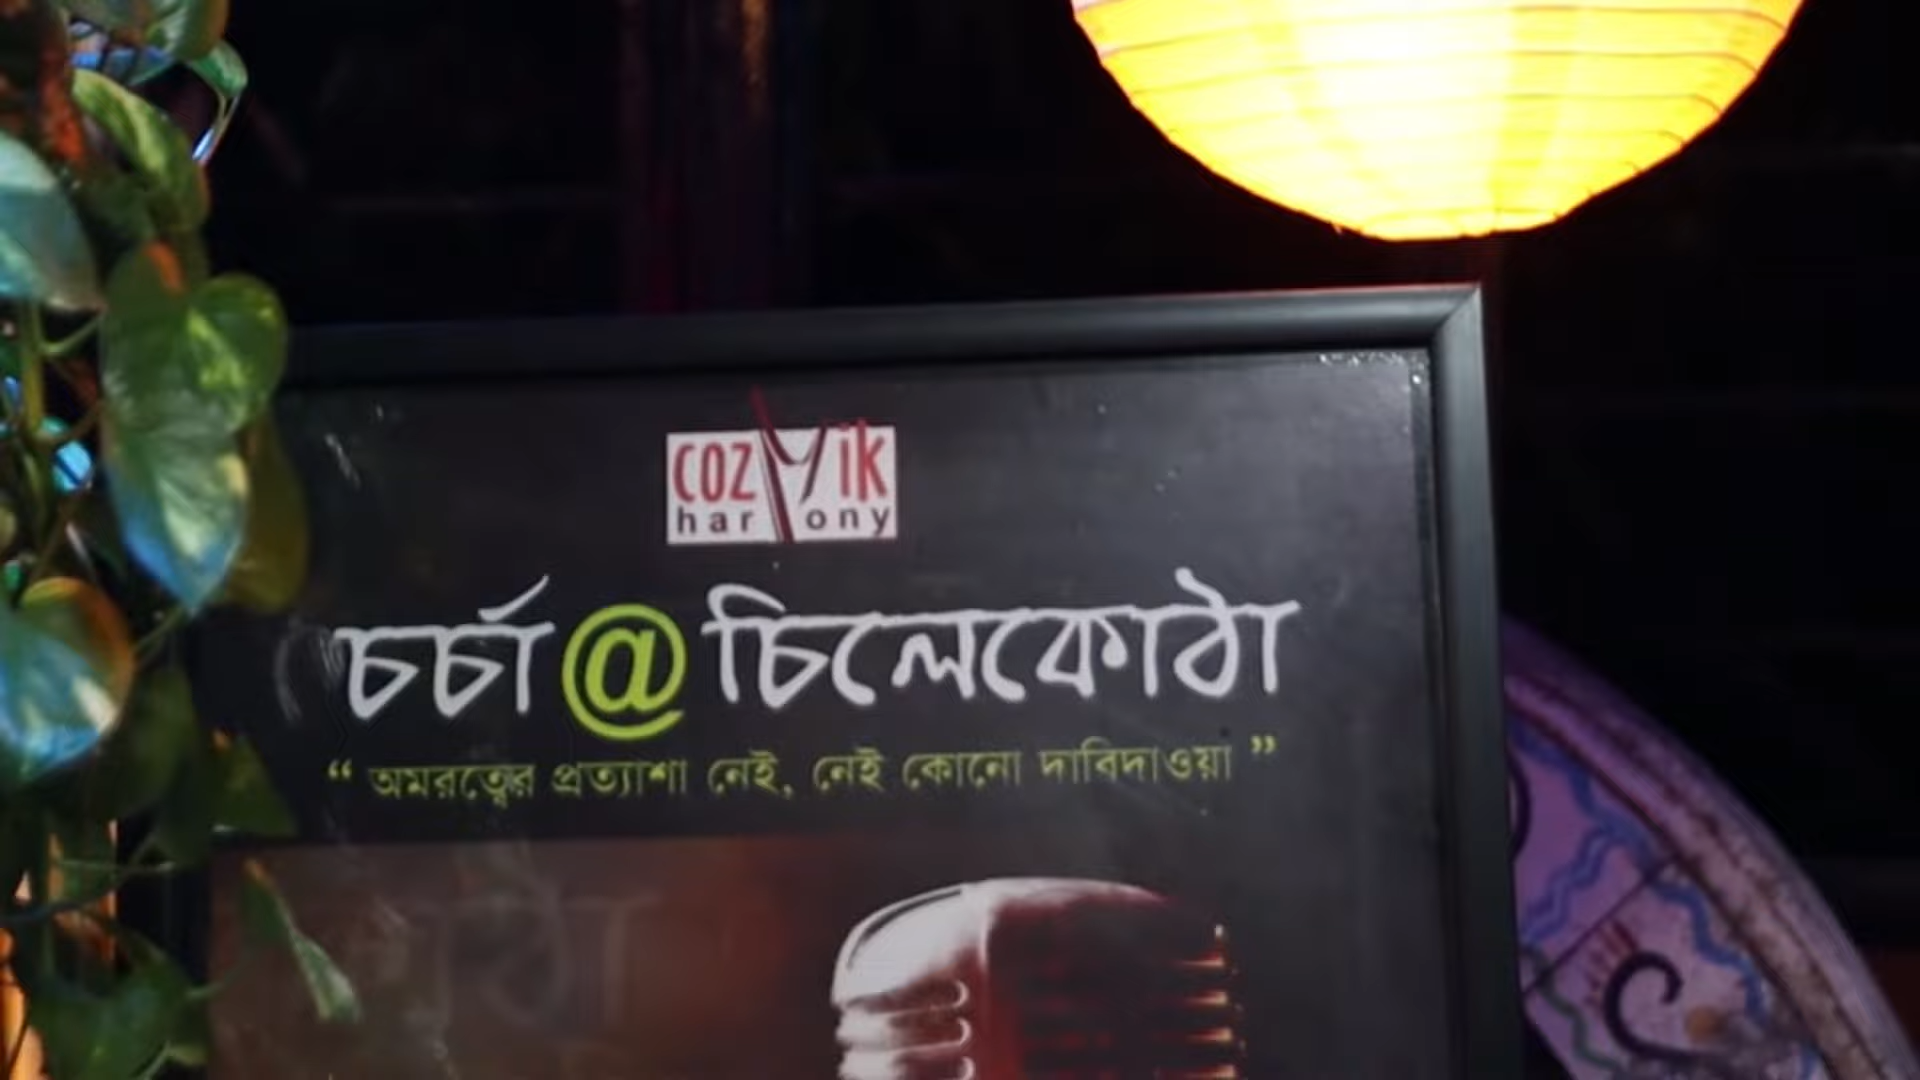 cozMik
harmony
চর্চা@চিলেকোঠা
“ অমরত্বের প্রত্যাশা নেই, নেই কোনো দাবিদাওয়া ”